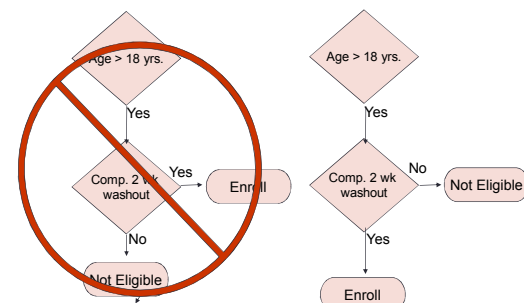 Age > 18 yrs.
Yes
Comp. 2 wk
washout
Yes
Enroll
No
Not Eligible
Age > 18 yrs.
Yes
Comp. 2 wk
washout
No
Not Eligible
Yes
Enroll